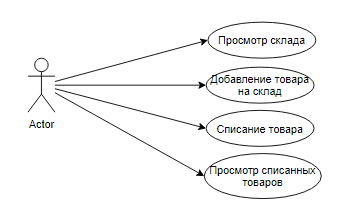 Просмотр склада
Добавление товара
на склад
Actor
Списание товара
Просмотр списанных
товаров